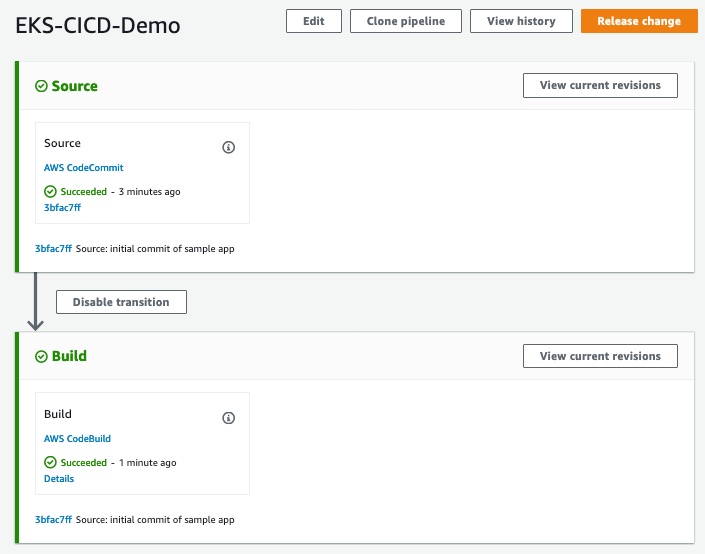 EKS-CICD-Demo
Edit
Clone pipeline
View history
Release change
Source
View current revisions
Source
AWS CodeCommit
Succeeded - 3 minutes ago
3bfac7ff
3bfac7ff Source: initial commit of sample app
Disable transition
Build
View current revisions
Build
AWS CodeBuild
Succeeded - 1 minute ago
Details
3bfac7ff Source: initial commit of sample app